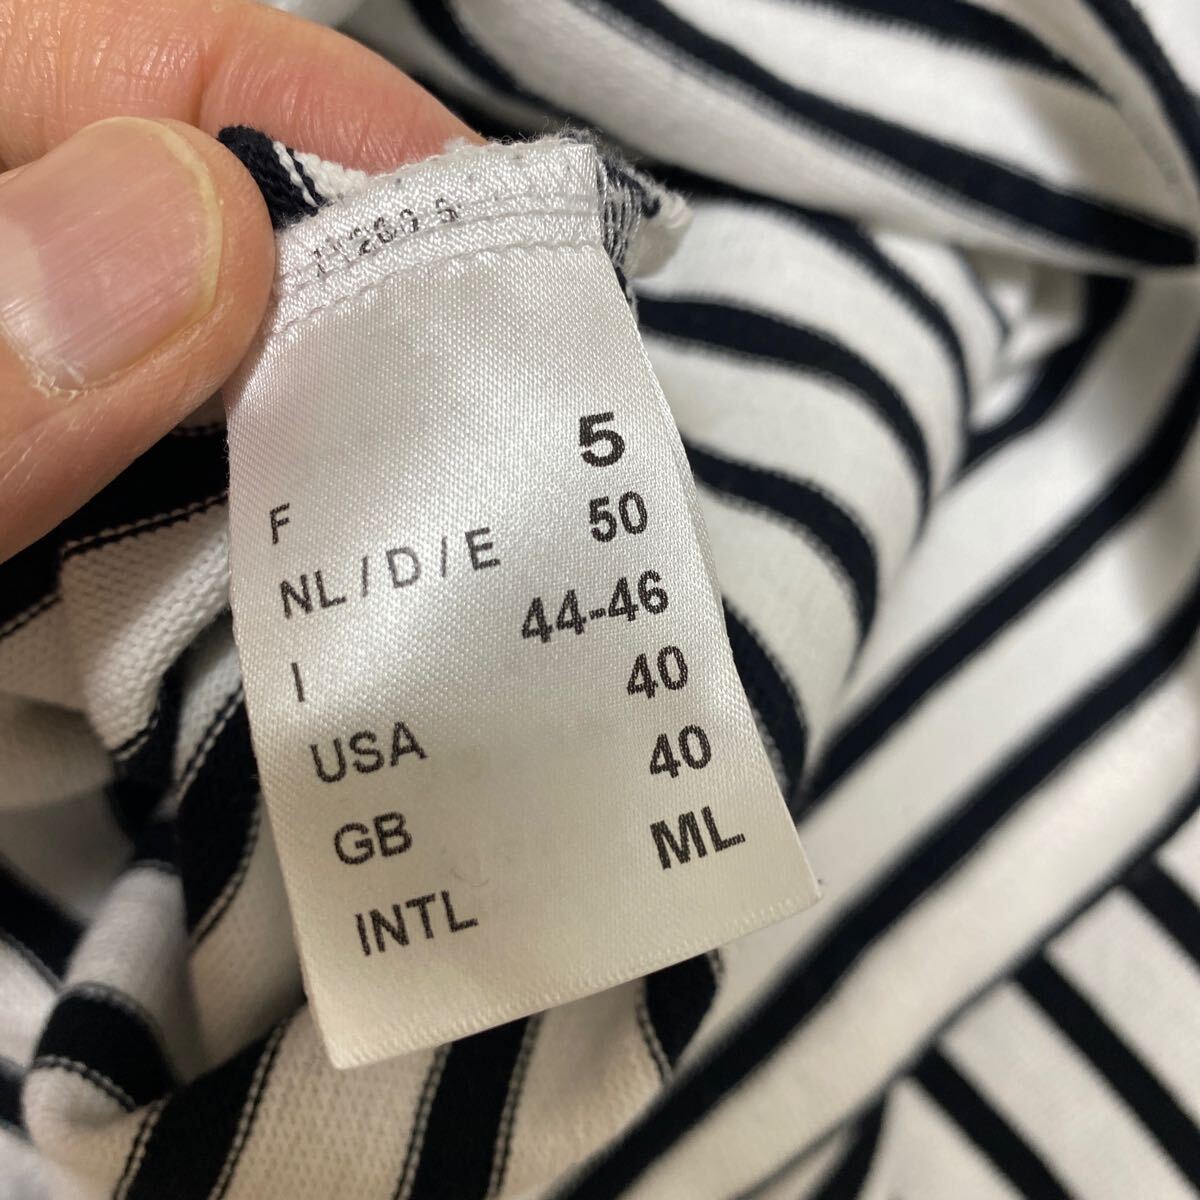 F 5
NL / D / E 50
I 44-46
USA 40
GB 40
INTL ML